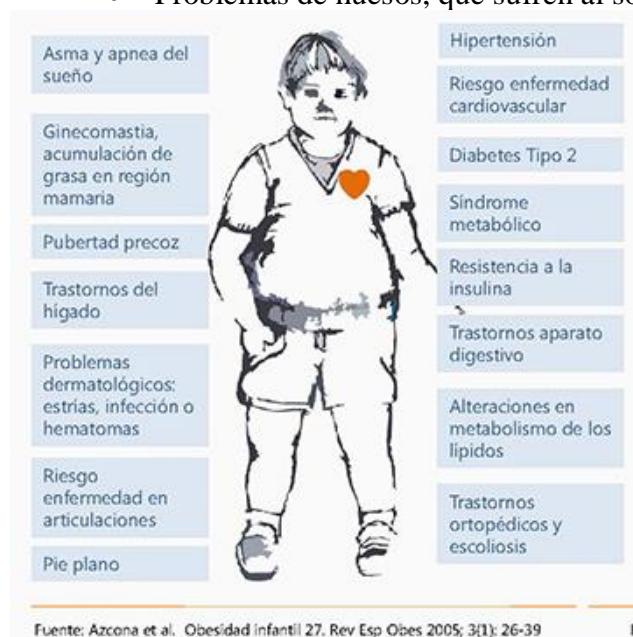 Problemas de huesos, que sufren al so
Asma y apnea del
sueño
Ginecomastia,
acumulación de
grasa en región
mamaria
Pubertad precoz
Trastornos del
hígado
Problemas
dermatológicos:
estrías, infección o
hematomas
Riesgo
enfermedad en
articulaciones
Pie plano
Hipertensión
Riesgo enfermedad
cardiovascular
Diabetes Tipo 2
Síndrome
metabólico
Resistencia a la
insulina
Trastornos aparato
digestivo
Alteraciones en
metabolismo de los
lípidos
Trastornos
ortopédicos y
escoliosis
Fuente: Azcona et al. Obesidad infantil 27. Rev Esp Obes 2005; 3(1): 26-39